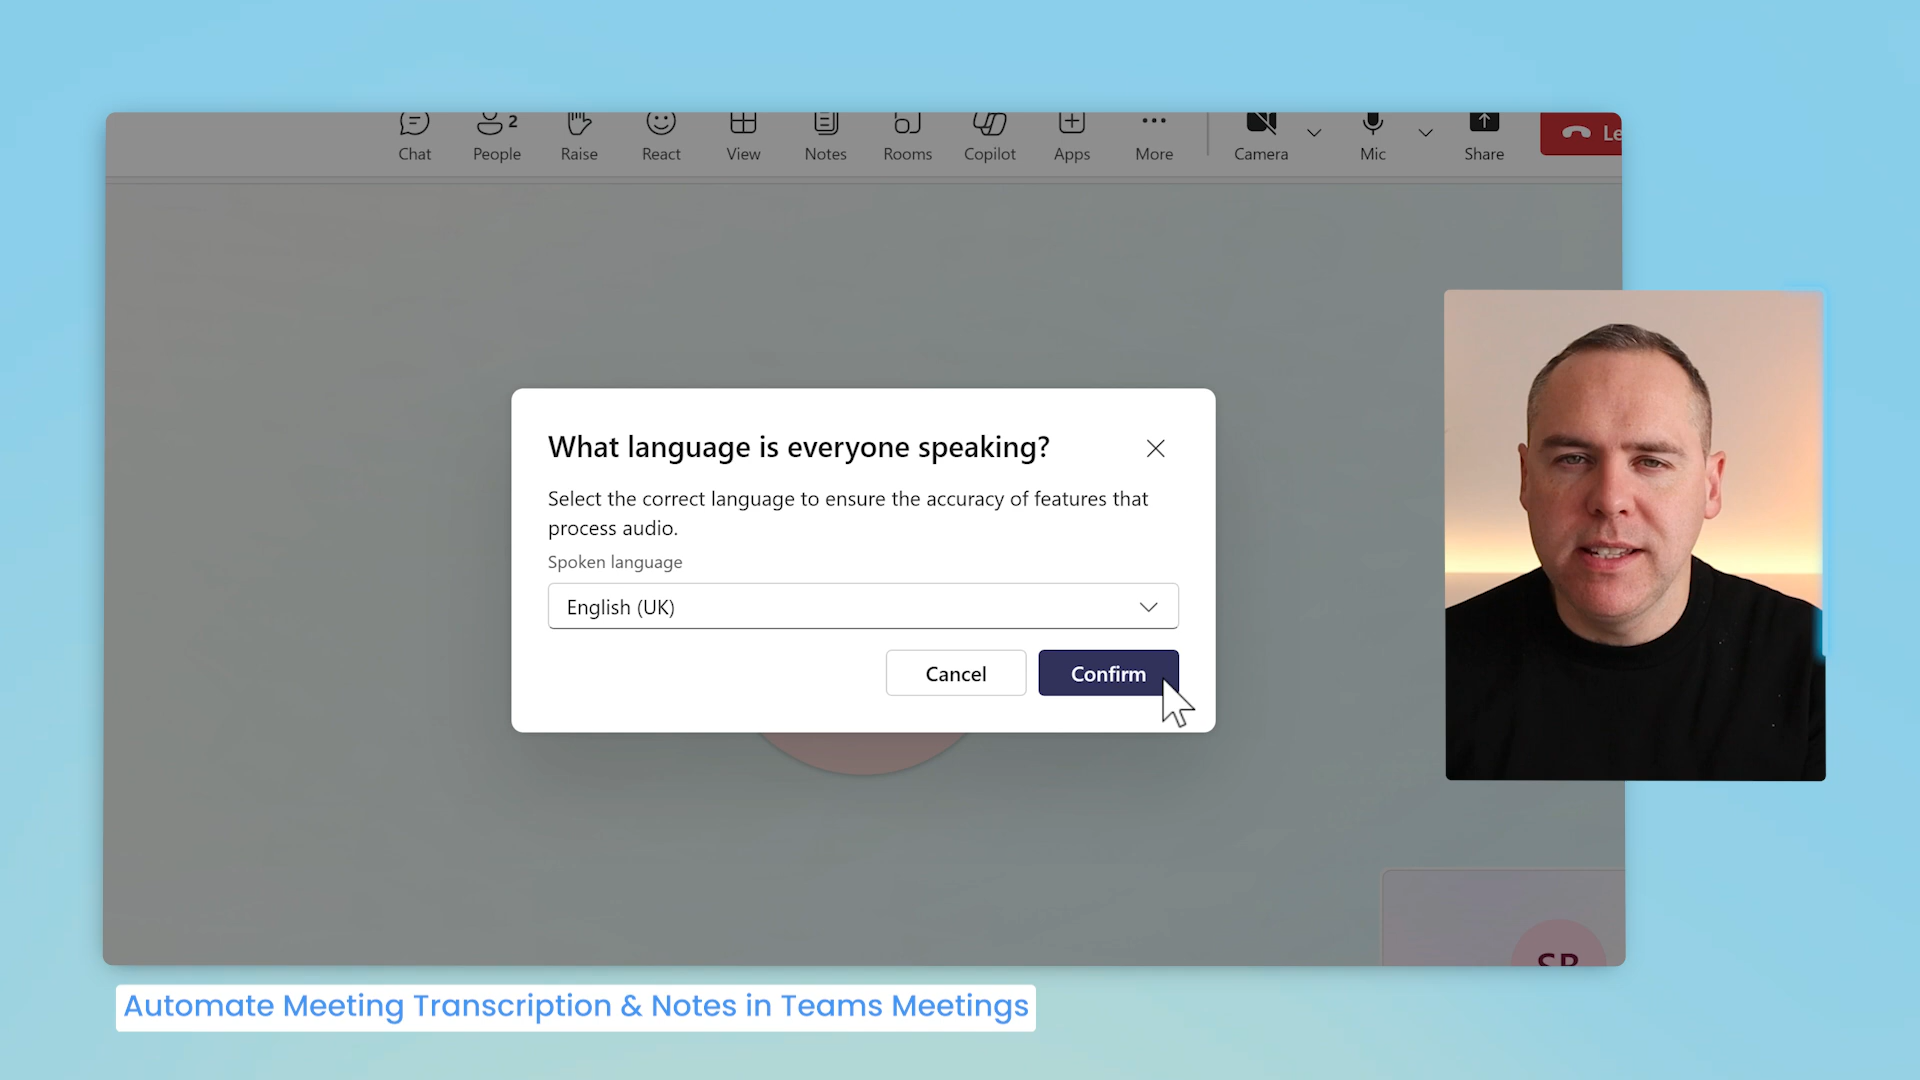 Chat
People 2
Raise
React
View
Notes
Rooms
Copilot
Apps
More
Camera
Mic
Share
Le
What language is everyone speaking?
Select the correct language to ensure the accuracy of features that
process audio.
Spoken language
English (UK)
Cancel
Confirm
Automate Meeting Transcription & Notes in Teams Meetings